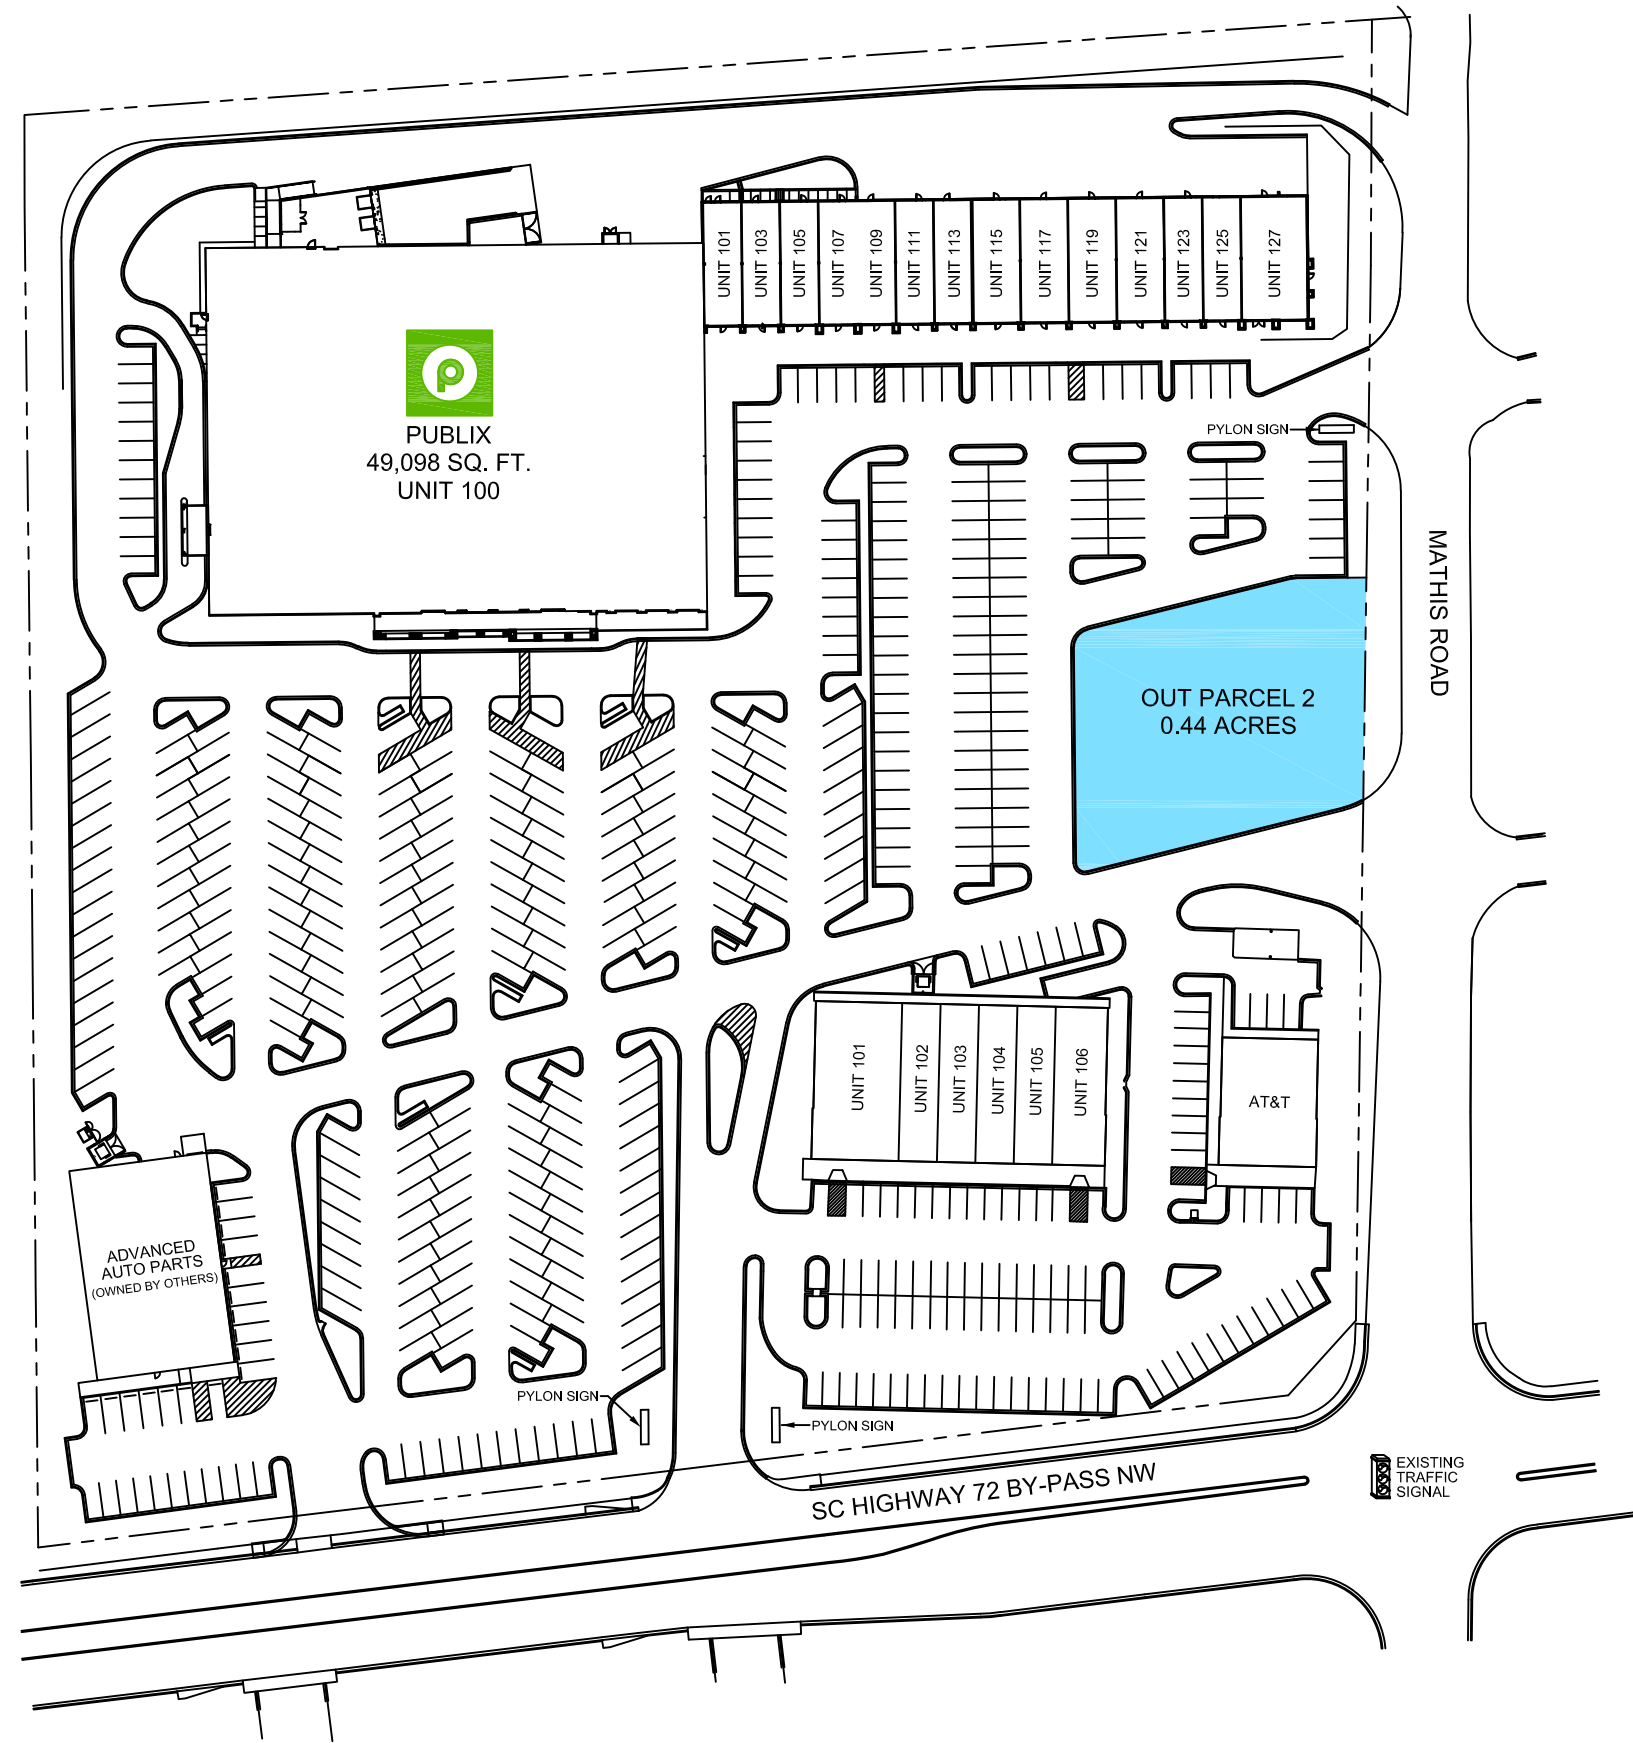 UNIT 101
UNIT 103
UNIT 105
UNIT 107
UNIT 109
UNIT 111
UNIT 113
UNIT 115
UNIT 117
UNIT 119
UNIT 121
UNIT 123
UNIT 125
UNIT 127
p
PUBLIX
49,098 SQ. FT.
UNIT 100
PYLON SIGN
MATHIS ROAD
OUT PARCEL 2
0.44 ACRES
UNIT 101
UNIT 102
UNIT 103
UNIT 104
UNIT 105
UNIT 106
AT&T
ADVANCED
AUTO PARTS
(OWNED BY OTHERS)
PYLON SIGN
PYLON SIGN
SC HIGHWAY 72 BY-PASS NW
EXISTING
TRAFFIC
SIGNAL